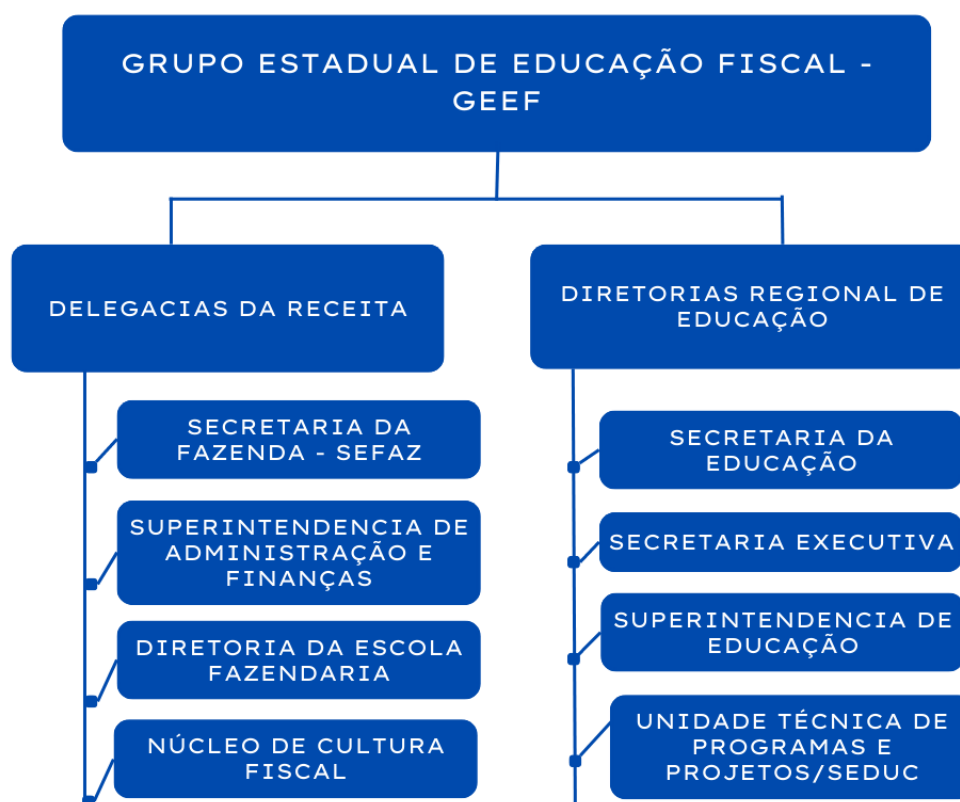 GRUPO ESTADUAL DE EDUCAÇÃO FISCAL -
GEEF
DELEGACIAS DA RECEITA
SECRETARIA DA
FAZENDA - SEFAZ
SUPERINTENDENCIA DE
ADMINISTRAÇÃO E
FINANÇAS
DIRETORIA DA ESCOLA
FAZENDARIA
NÚCLEO DE CULTURA
FISCAL
DIRETORIAS REGIONAL DE
EDUCAÇÃO
SECRETARIA DA
EDUCAÇÃO
SECRETARIA EXECUTIVA
SUPERINTENDENCIA DE
EDUCAÇÃO
UNIDADE TÉCNICA DE
PROGRAMAS E
PROJETOS/SEDUC